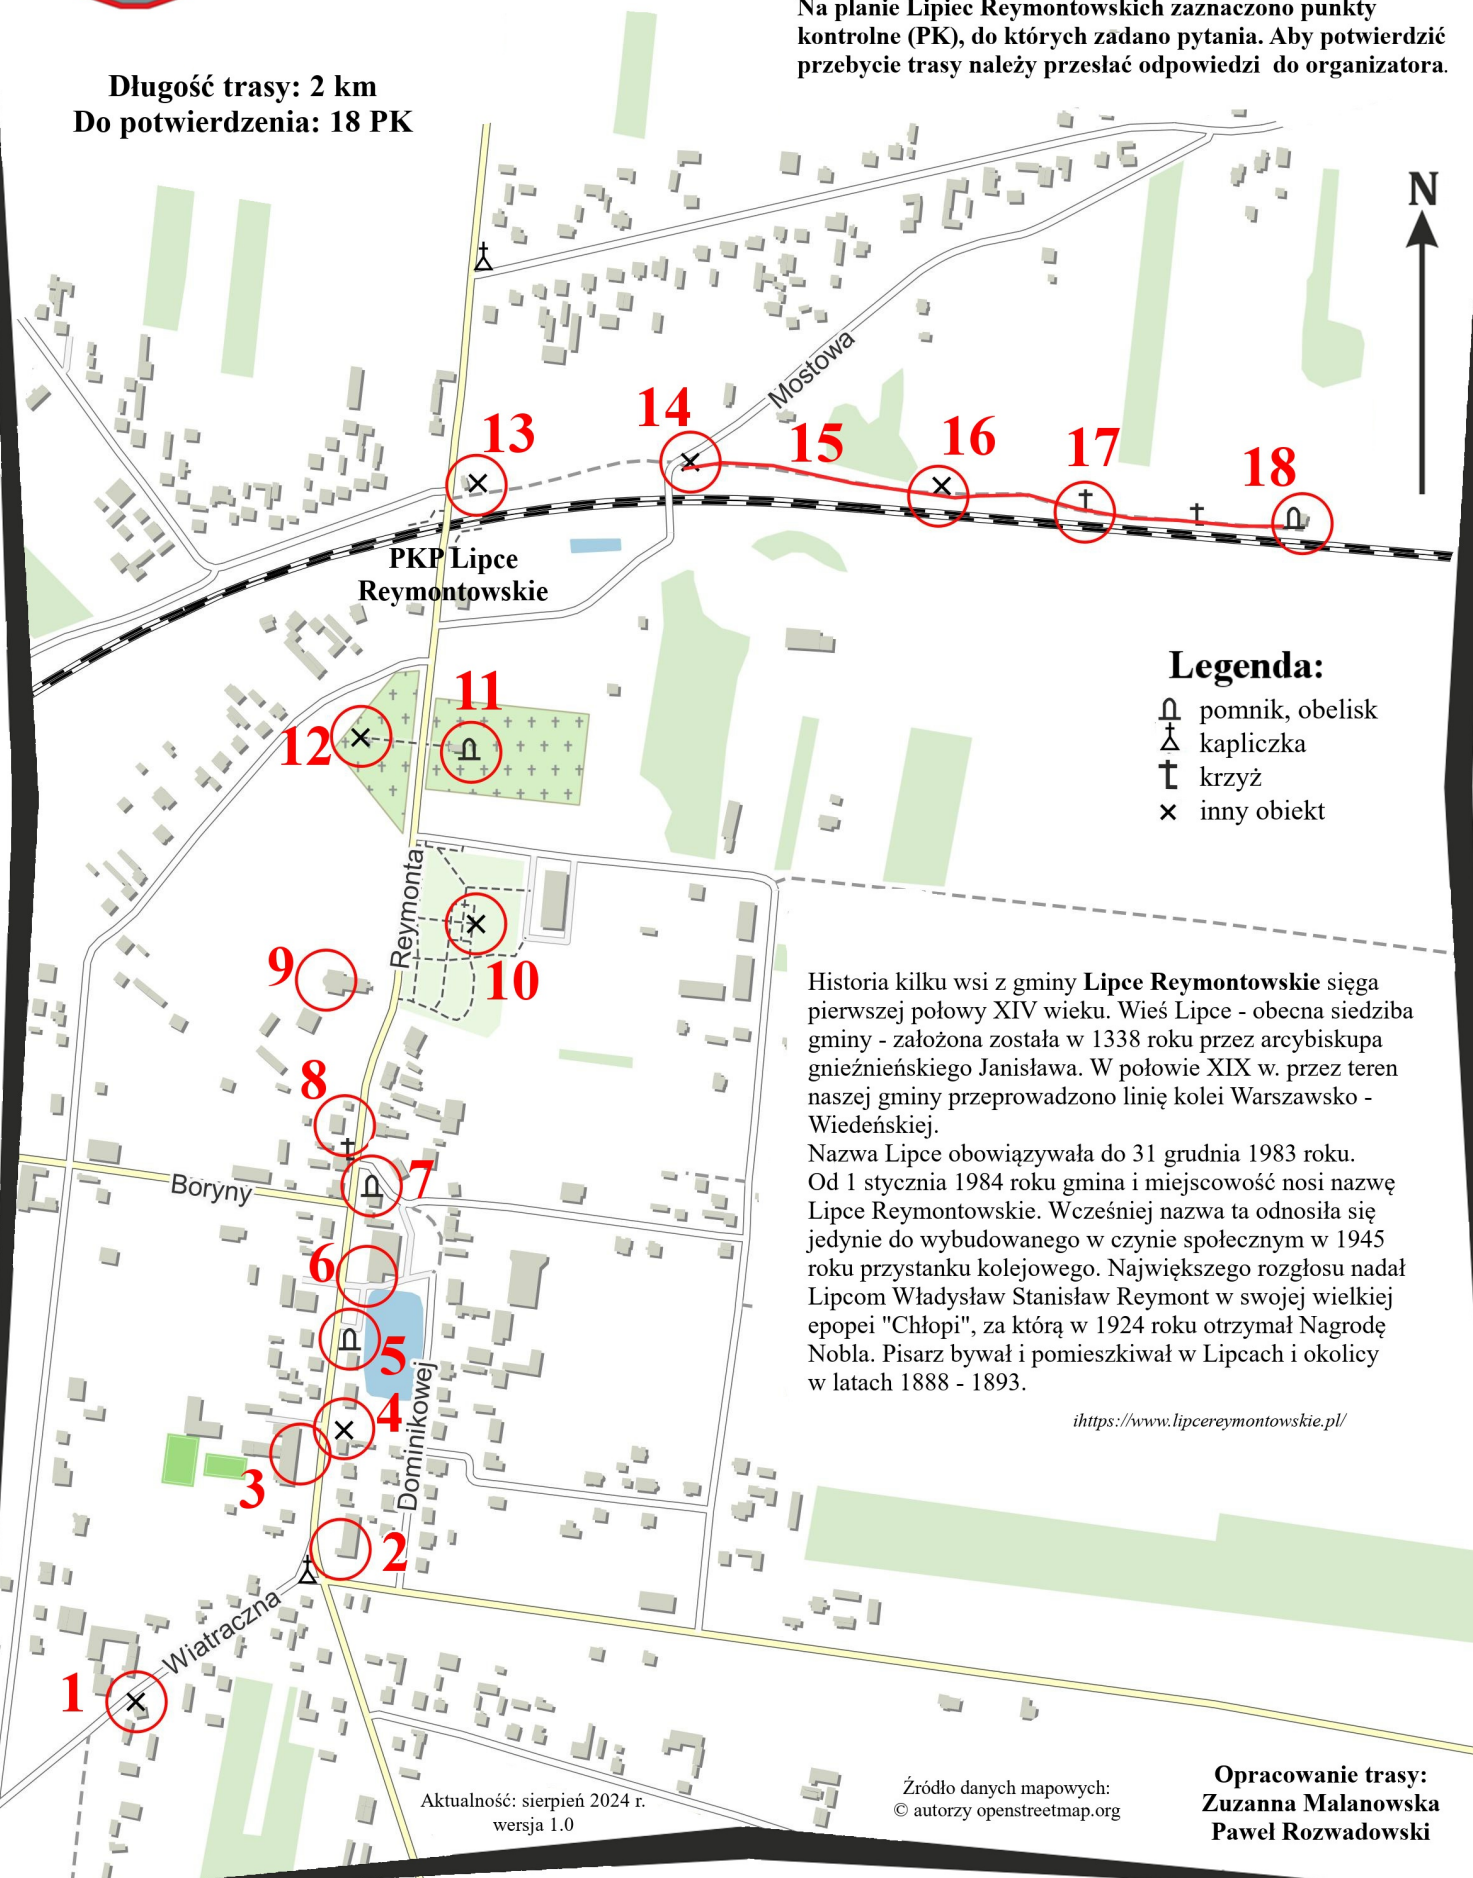 Na planie Lipiec Reymontowskich zaznaczono punkty
kontrolne (PK), do których zadano pytania. Aby potwierdzić
przebycie trasy należy przesłać odpowiedzi do organizatora.
Długość trasy: 2 km
Do potwierdzenia: 18 PK
N
Mostowa
13
14
15
16
17
18
PKP Lipce
Reymontowskie
Legenda:
pomnik, obelisk
kapliczka
krzyż
inny obiekt
11
12
Reymonta
9
10
Historia kilku wsi z gminy Lipce Reymontowskie sięga
pierwszej połowy XIV wieku. Wieś Lipce - obecna siedziba
gminy - założona została w 1338 roku przez arcybiskupa
gnieźnieńskiego Janisława. W połowie XIX w. przez teren
naszej gminy przeprowadzono linię kolei Warszawsko -
Wiedeńskiej.
Nazwa Lipce obowiązywała do 31 grudnia 1983 roku.
Od 1 stycznia 1984 roku gmina i miejscowość nosi nazwę
Lipce Reymontowskie. Wcześniej nazwa ta odnosiła się
jedynie do wybudowanego w czynie społecznym w 1945
roku przystanku kolejowego. Największego rozgłosu nadał
Lipcom Władysław Stanisław Reymont w swojej wielkiej
epopei "Chłopi", za którą w 1924 roku otrzymał Nagrodę
Nobla. Pisarz bywał i pomieszkiwał w Lipcach i okolicy
w latach 1888 - 1893.
ihttps://www.lipcereymontowskie.pl/
8
7
Boryny
6
5
4
Dominikowej
3
2
Wiatraczna
1
Aktualność: sierpień 2024 r.
wersja 1.0
Źródło danych mapowych:
© autorzy openstreetmap.org
Opracowanie trasy:
Zuzanna Malanowska
Paweł Rozwadowski